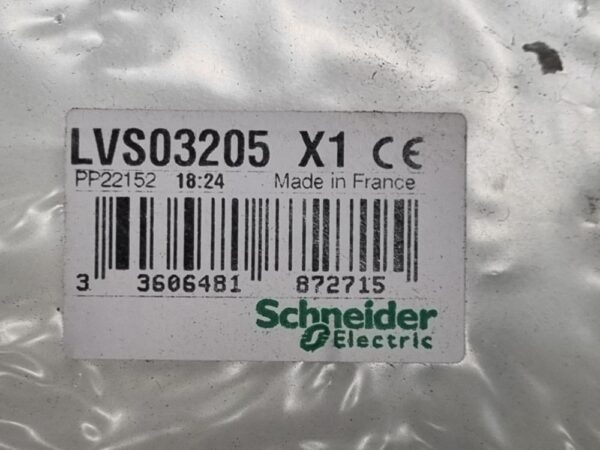 LVS03205 X1 CE
PP22152 18:24 Made in France
3 3606481 872715
Schneider
Electric